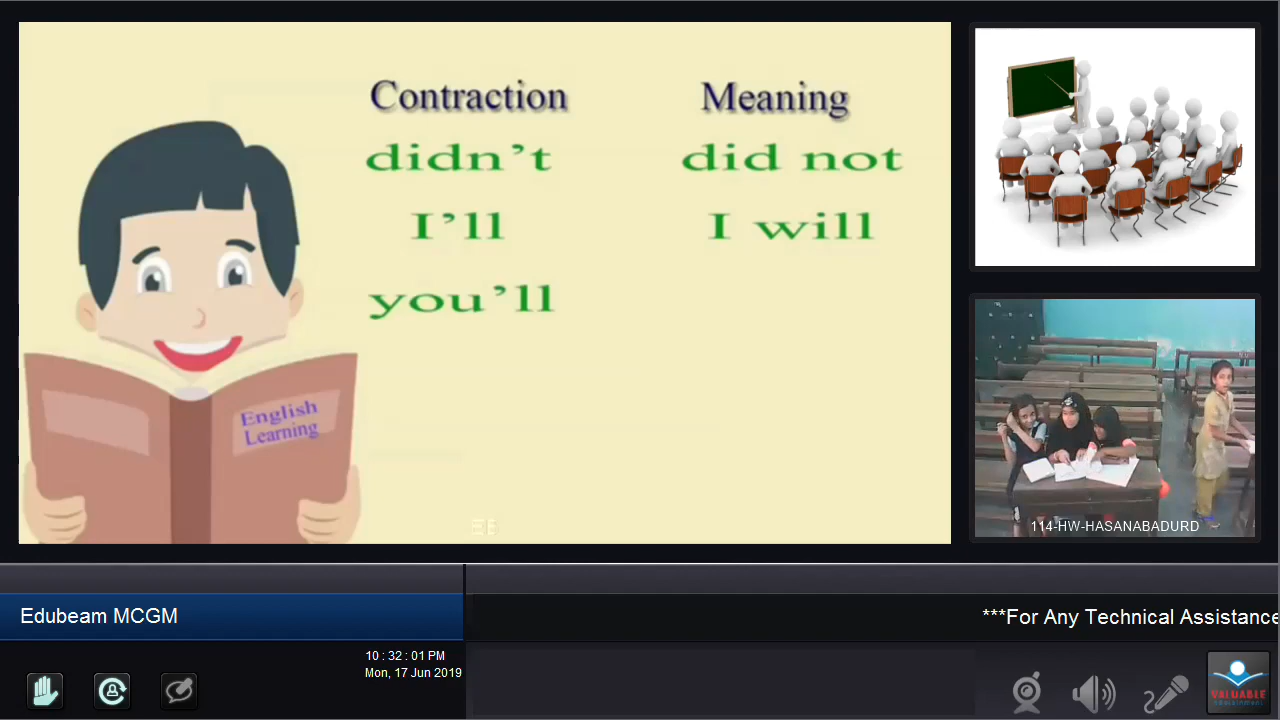 Contraction Meaning
didn't did not
I'll I will
you'll
English
Learning
114-HW-HASANABADURD
Edubeam MCGM
***For Any Technical Assistance
10 : 32 : 01 PM
Mon, 17 Jun 2019
VALUABLE